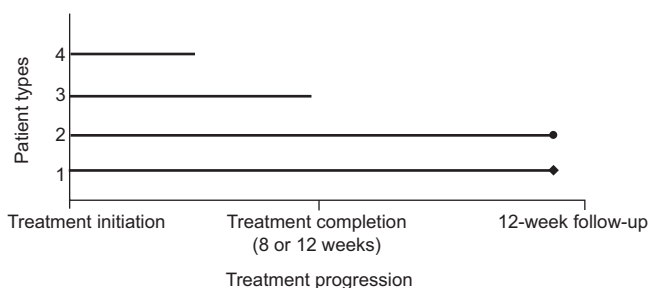 Patient types
4
3
2
1
Treatment initiation
Treatment completion
(8 or 12 weeks)
12-week follow-up
Treatment progression